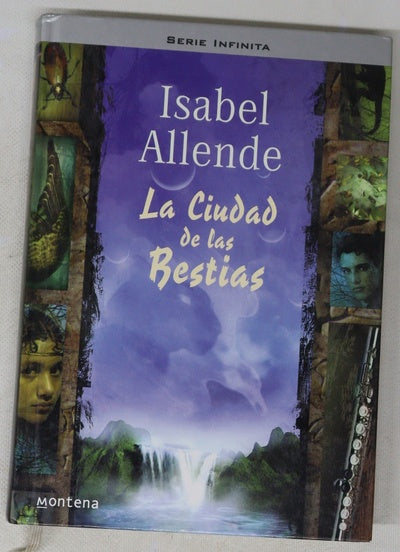 SERIE INFINITA
Isabel
Allende
La Ciudad
de las
Bestias
Montena